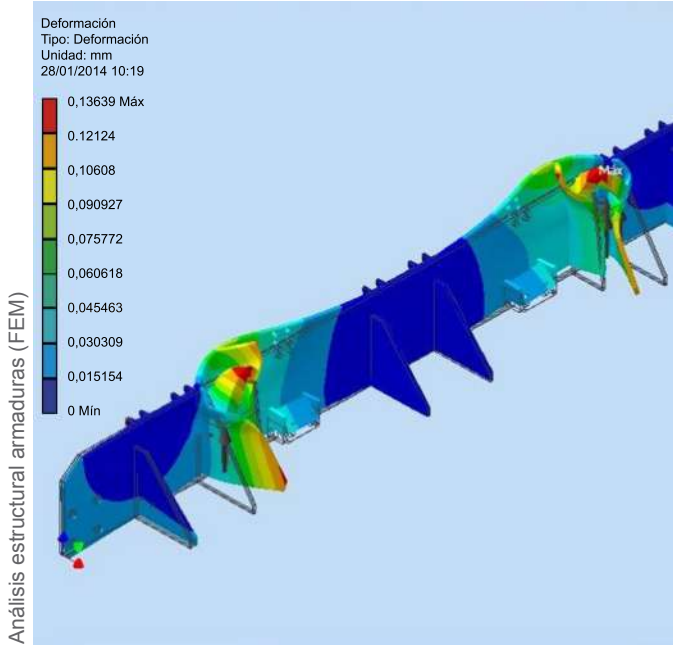 Deformación
Tipo: Deformación
Unidad: mm
28/01/2014 10:19
0,13639 Máx
0.12124
0,10608
0,090927
0,075772
0,060618
0,045463
0,030309
0,015154
0 Mín
Máx
Análisis estructural armaduras (FEM)